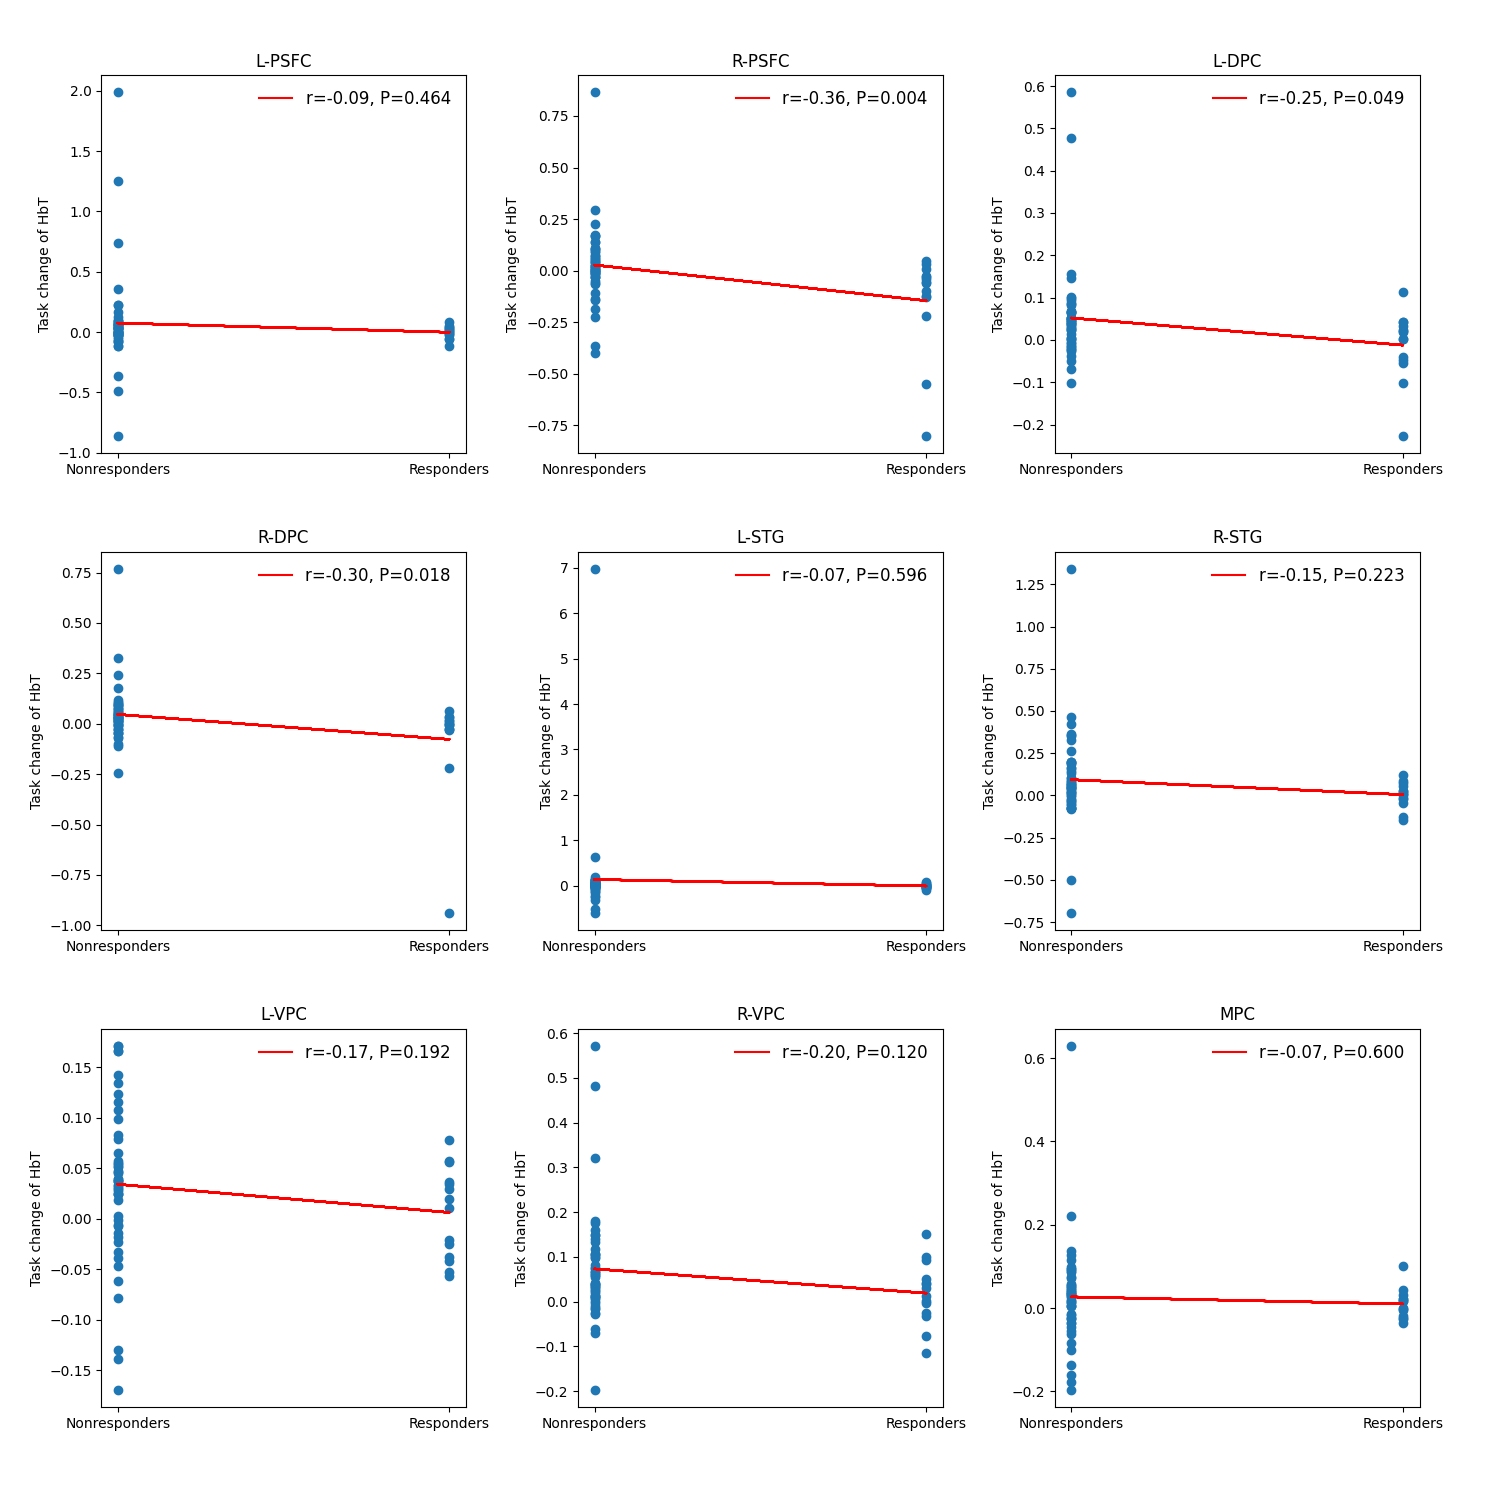 L-PSFC
r=-0.09, P=0.464
Task change of HbT
2.0
1.5
1.0
0.5
0.0
−0.5
−1.0
Nonresponders
Responders
R-PSFC
r=-0.36, P=0.004
Task change of HbT
0.75
0.50
0.25
0.00
−0.25
−0.50
−0.75
Nonresponders
Responders
L-DPC
r=-0.25, P=0.049
Task change of HbT
0.6
0.5
0.4
0.3
0.2
0.1
0.0
−0.1
−0.2
Nonresponders
Responders
R-DPC
r=-0.30, P=0.018
Task change of HbT
0.75
0.50
0.25
0.00
−0.25
−0.50
−0.75
−1.00
Nonresponders
Responders
L-STG
r=-0.07, P=0.596
Task change of HbT
7
6
5
4
3
2
1
0
Nonresponders
Responders
R-STG
r=-0.15, P=0.223
Task change of HbT
1.25
1.00
0.75
0.50
0.25
0.00
−0.25
−0.50
−0.75
Nonresponders
Responders
L-VPC
r=-0.17, P=0.192
Task change of HbT
0.15
0.10
0.05
0.00
−0.05
−0.10
−0.15
Nonresponders
Responders
R-VPC
r=-0.20, P=0.120
Task change of HbT
0.6
0.5
0.4
0.3
0.2
0.1
0.0
−0.1
−0.2
Nonresponders
Responders
MPC
r=-0.07, P=0.600
Task change of HbT
0.6
0.4
0.2
0.0
−0.2
Nonresponders
Responders